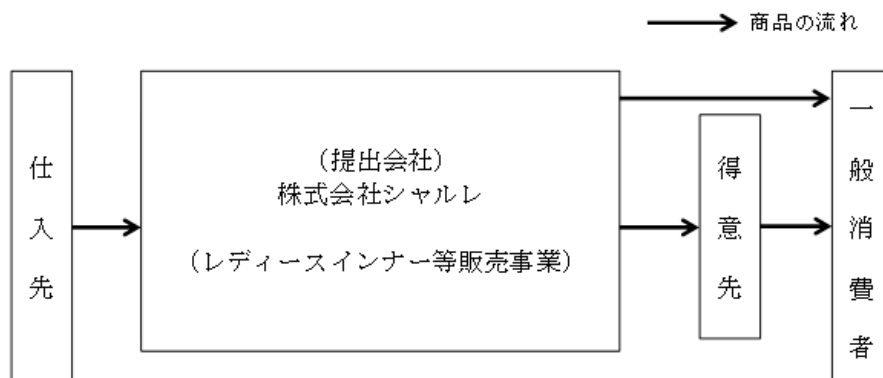 商品の流れ
仕入先
(提出会社)
株式会社シャルレ
(レディースインナー等販売事業)
得意先
一般消費者